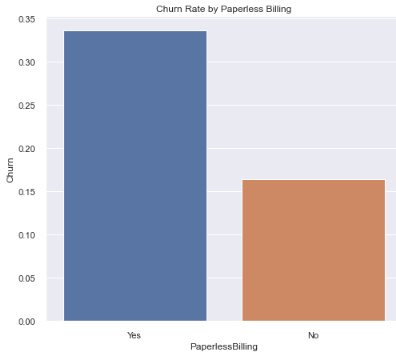 Churn Rate by Paperless Billing
0.35
0.30
0.25
0.20
0.15
0.10
0.05
0.00
Churn
Yes
No
PaperlessBilling